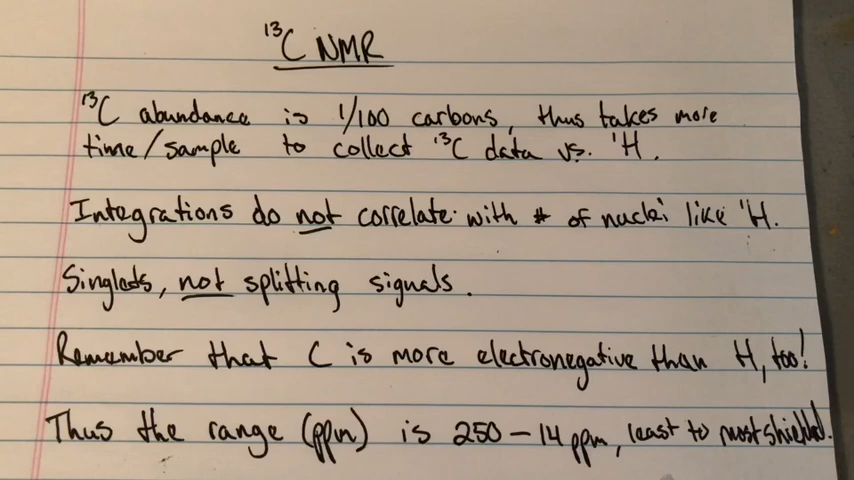 ¹³C NMR
¹³C abundance is 1/100 carbons, thus takes more
time/sample to collect ¹³C data vs. ¹H.
Integrations do not correlate with # of nuclei like ¹H.
Singlets, not splitting signals.
Remember that C is more electronegative than H, too!
Thus the range (ppm) is 250 – 14 ppm, least to most shielded.